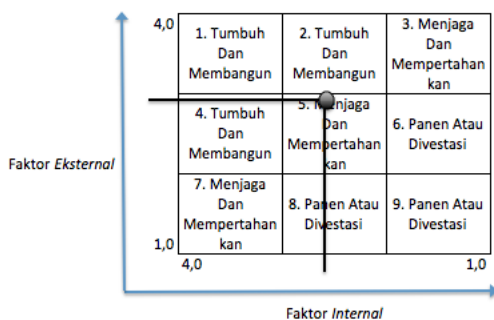 4,0
1. Tumbuh
Dan
Membangun
2. Tumbuh
Dan
Membangun
3. Menjaga
Dan
Mempertahan
kan
4. Tumbuh
Dan
Membangun
5. Menjaga
Dan
Mempertahan
kan
6. Panen Atau
Divestasi
Faktor Eksternal
7. Menjaga
Dan
Mempertahan
kan
8. Panen Atau
Divestasi
9. Panen Atau
Divestasi
1,0
4,0
1,0
Faktor Internal